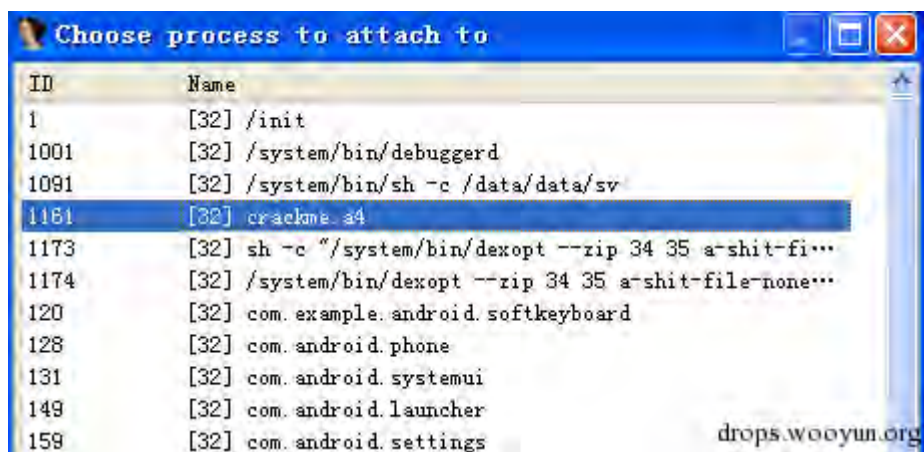 Choose process to attach to
ID Name
1 [32] /init
1001 [32] /system/bin/debuggerd
1091 [32] /system/bin/sh -c /data/data/sv
1161 [32] crackme.a4
1173 [32] sh -c "/system/bin/dexopt --zip 34 35 a-shit-fi...
1174 [32] /system/bin/dexopt --zip 34 35 a-shit-file-none...
120 [32] com.example.android.softkeyboard
128 [32] com.android.phone
131 [32] com.android.systemui
149 [32] com.android.launcher
159 [32] com.android.settings
drops.wooyun.org